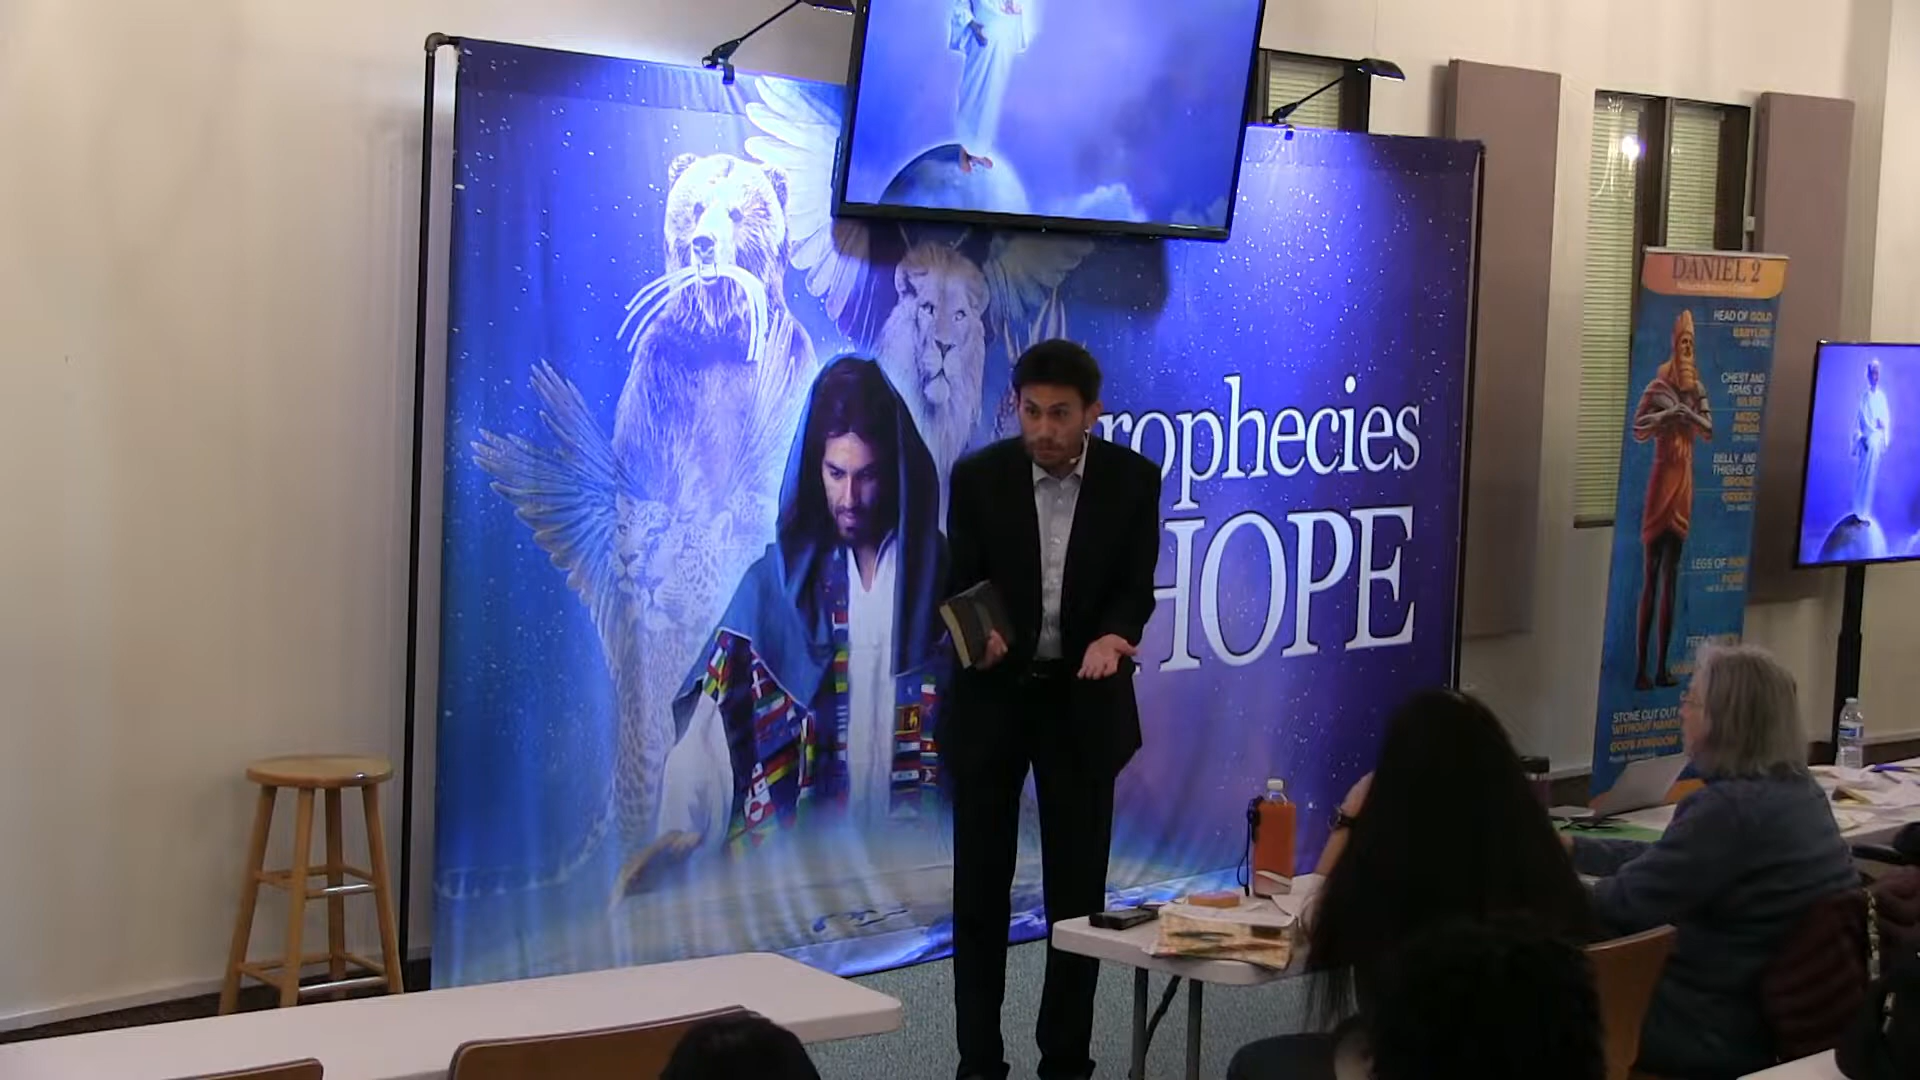 rophecies
HOPE
DANIEL 2
HEAD OF GOLD
BABYLON
CHEST AND
ARMS OF
SILVER
MEDO-
PERSIA
BELLY AND
THIGHS OF
BRONZE
GREECE
LEGS OF IRON
ROME
STONE CUT OUT
WITHOUT HANDS
GOD'S KINGDOM